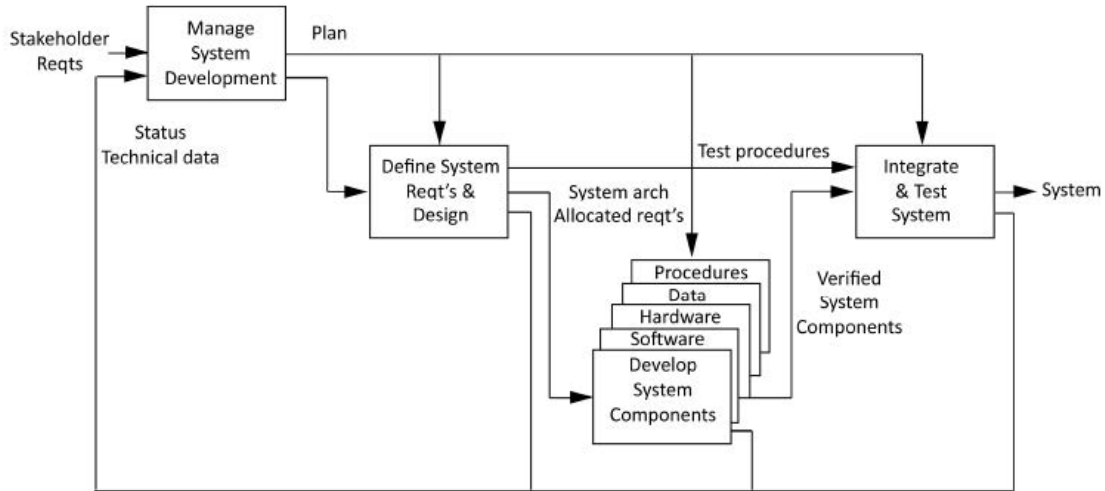 Stakeholder
Reqts
Manage
System
Development
Plan
Status
Technical data
Define System
Reqt's &
Design
Test procedures
System arch
Allocated reqt's
Integrate
& Test
System
System
Procedures
Data
Hardware
Software
Develop
System
Components
Verified
System
Components